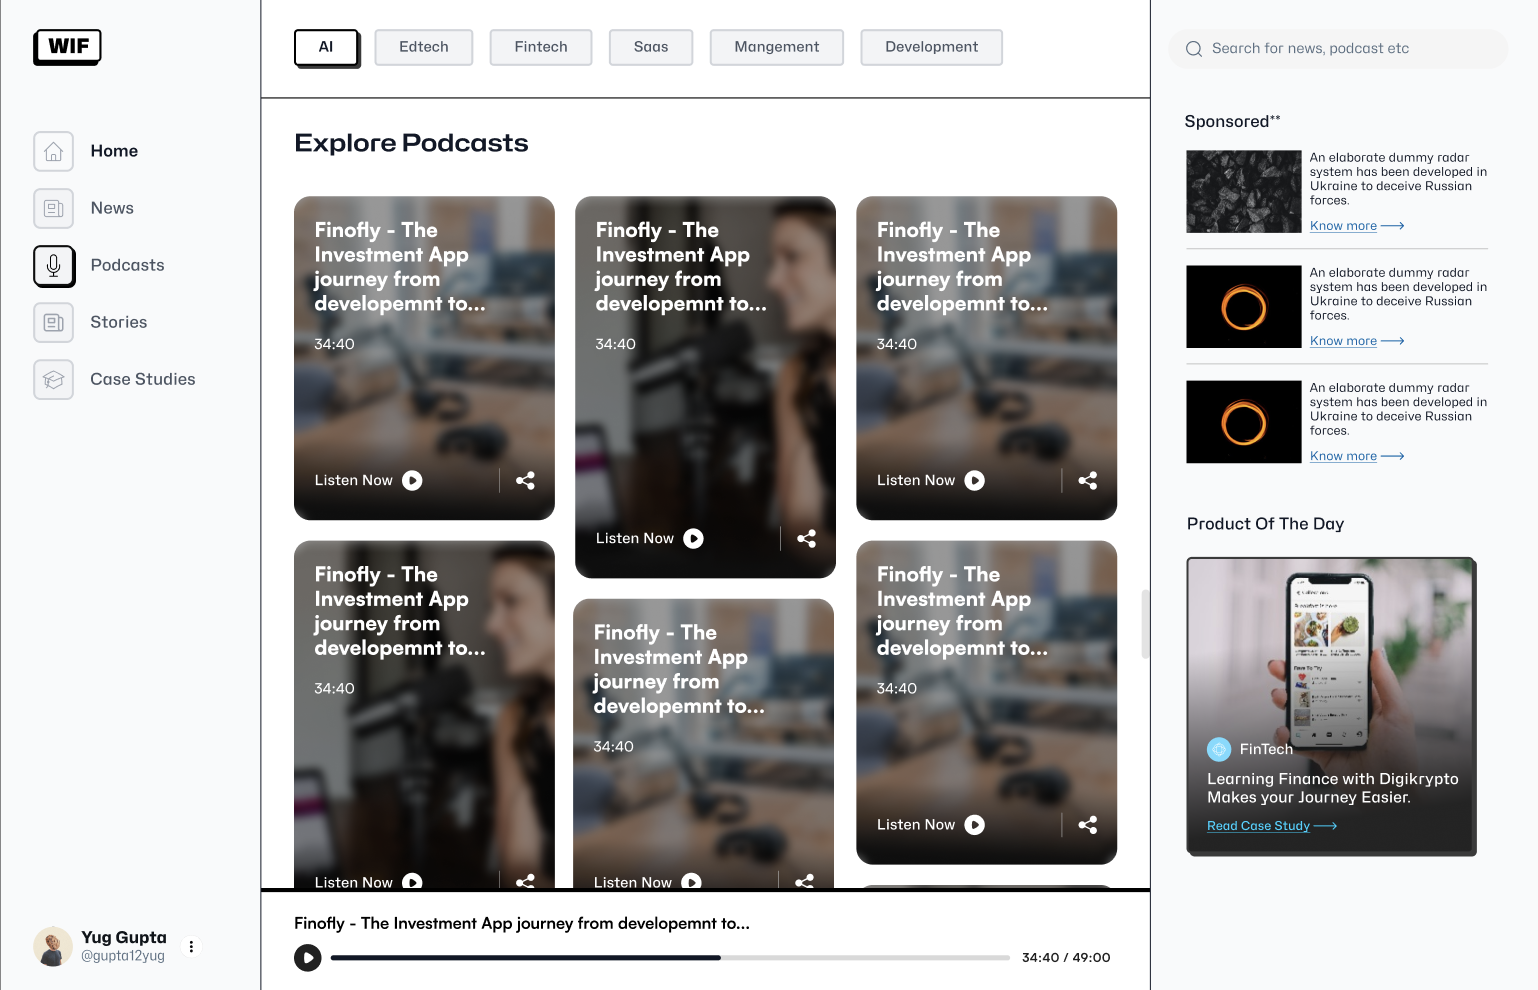 WIF
Home
News
Podcasts
Stories
Case Studies
Yug Gupta
@gupta12yug
AI
Edtech
Fintech
Saas
Mangement
Development
Explore Podcasts
Finofly - The
Investment App
journey from
developemnt to...
34:40
Listen Now
Finofly - The
Investment App
journey from
developemnt to...
34:40
Listen Now
Finofly - The
Investment App
journey from
developemnt to...
34:40
Listen Now
Finofly - The
Investment App
journey from
developemnt to...
34:40
Listen Now
Finofly - The
Investment App
journey from
developemnt to...
34:40
Listen Now
Finofly - The
Investment App
journey from
developemnt to...
34:40
Listen Now
Finofly - The Investment App journey from developemnt to...
34:40 / 49:00
Search for news, podcast etc
Sponsored**
An elaborate dummy radar
system has been developed in
Ukraine to deceive Russian
forces.
Know more
An elaborate dummy radar
system has been developed in
Ukraine to deceive Russian
forces.
Know more
An elaborate dummy radar
system has been developed in
Ukraine to deceive Russian
forces.
Know more
Product Of The Day
FinTech
Learning Finance with Digikrypto
Makes your Journey Easier.
Read Case Study